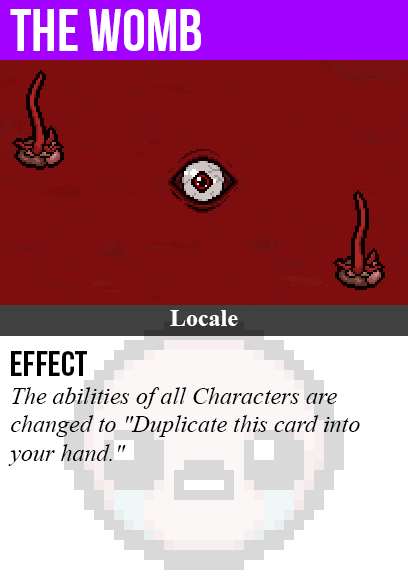 THE WOMB
Locale
EFFECT
The abilities of all Characters are
changed to "Duplicate this card into
your hand."